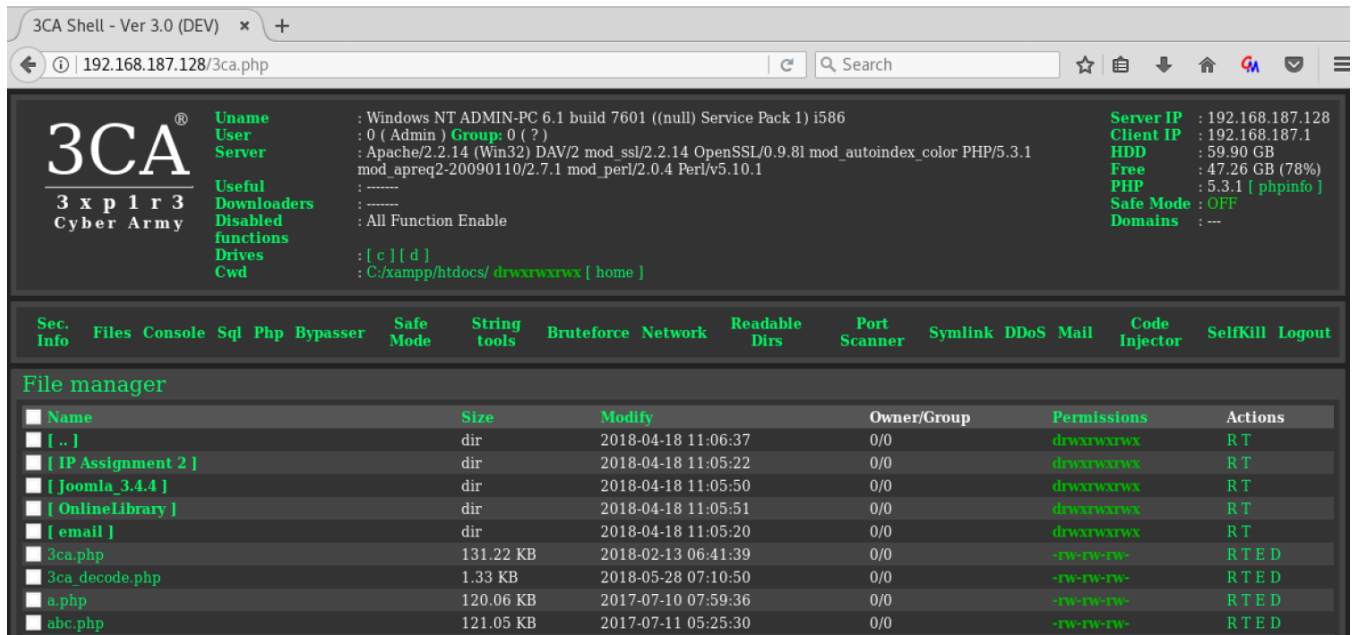 3CA Shell - Ver 3.0 (DEV) × +
192.168.187.128/3ca.php Search
3CA®
3 x p 1 r 3
Cyber Army
Uname : Windows NT ADMIN-PC 6.1 build 7601 ((null) Service Pack 1) i586
User : 0 ( Admin ) Group: 0 ( ? )
Server : Apache/2.2.14 (Win32) DAV/2 mod_ssl/2.2.14 OpenSSL/0.9.8l mod_autoindex_color PHP/5.3.1
mod_apreq2-20090110/2.7.1 mod_perl/2.0.4 Perl/v5.10.1
Useful : -------
Downloaders : -------
Disabled : All Function Enable
functions
Drives : [ c ] [ d ]
Cwd : C:/xampp/htdocs/ drwxrwxrwx [ home ]
Server IP : 192.168.187.128
Client IP : 192.168.187.1
HDD : 59.90 GB
Free : 47.26 GB (78%)
PHP : 5.3.1 [ phpinfo ]
Safe Mode : OFF
Domains : ---
Sec. Info Files Console Sql Php Bypasser Safe Mode String tools Bruteforce Network Readable Dirs Port Scanner Symlink DDoS Mail Code Injector SelfKill Logout
File manager
Name Size Modify Owner/Group Permissions Actions
[ .. ] dir 2018-04-18 11:06:37 0/0 drwxrwxrwx R T
[ IP Assignment 2 ] dir 2018-04-18 11:05:22 0/0 drwxrwxrwx R T
[ Joomla_3.4.4 ] dir 2018-04-18 11:05:50 0/0 drwxrwxrwx R T
[ OnlineLibrary ] dir 2018-04-18 11:05:51 0/0 drwxrwxrwx R T
[ email ] dir 2018-04-18 11:05:20 0/0 drwxrwxrwx R T
3ca.php 131.22 KB 2018-02-13 06:41:39 0/0 -rw-rw-rw- R T E D
3ca_decode.php 1.33 KB 2018-05-28 07:10:50 0/0 -rw-rw-rw- R T E D
a.php 120.06 KB 2017-07-10 07:59:36 0/0 -rw-rw-rw- R T E D
abc.php 121.05 KB 2017-07-11 05:25:30 0/0 -rw-rw-rw- R T E D